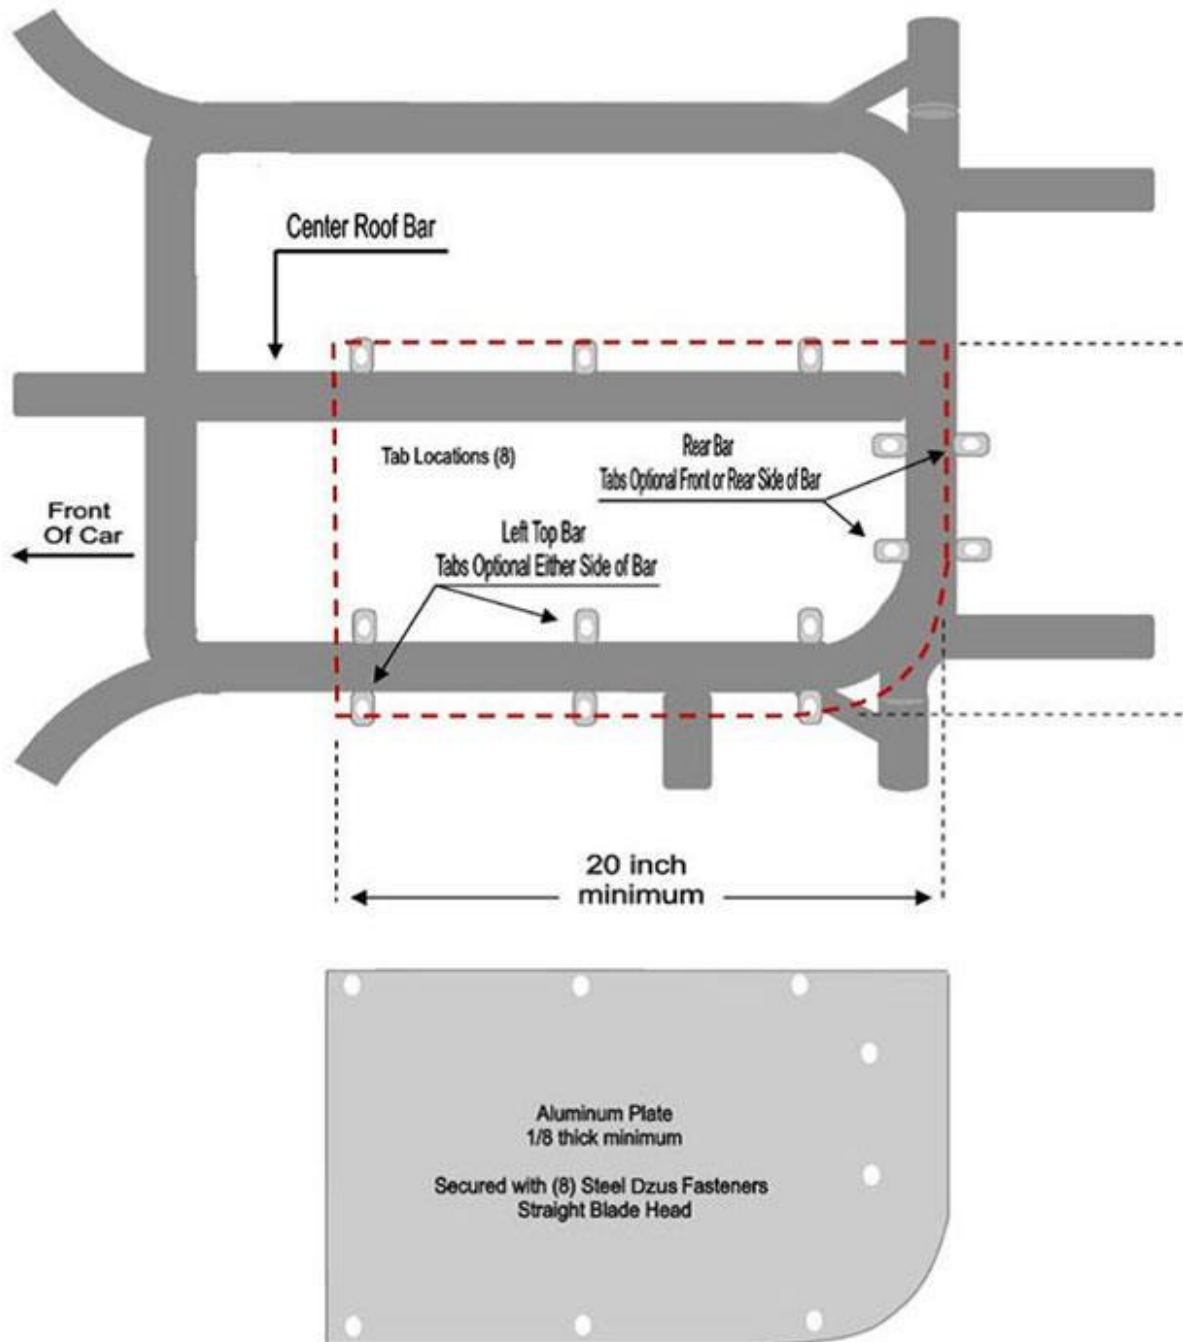 Center Roof Bar
Tab Locations (8)
Rear Bar
Tabs Optional Front or Rear Side of Bar
Front
Of Car
Left Top Bar
Tabs Optional Either Side of Bar
20 inch
minimum
Aluminum Plate
1/8 thick minimum
Secured with (8) Steel Dzus Fasteners
Straight Blade Head